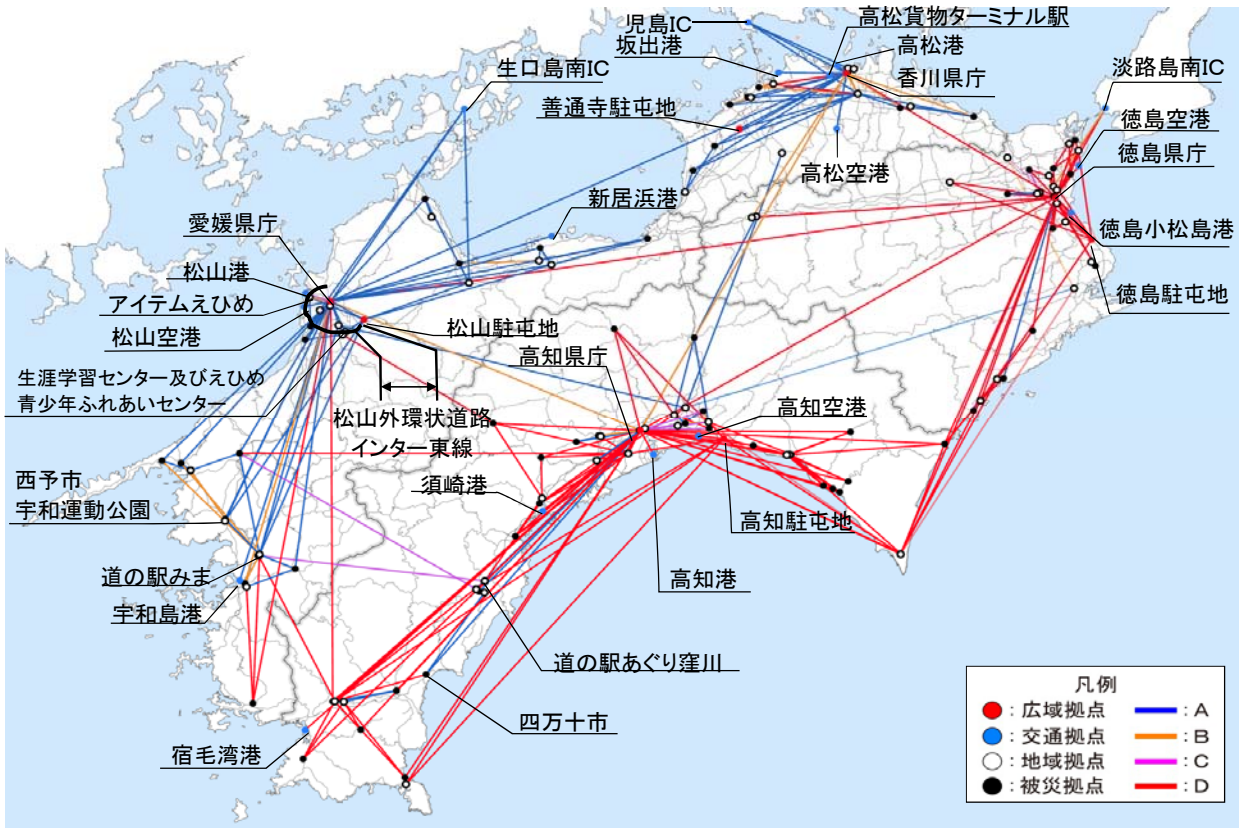 児島IC
高松貨物ターミナル駅
坂出港
高松港
生口島南IC
香川県庁
淡路島南IC
善通寺駐屯地
徳島空港
徳島県庁
高松空港
新居浜港
愛媛県庁
徳島小松島港
松山港
アイテムえひめ
徳島駐屯地
松山空港
松山駐屯地
高知県庁
生涯学習センター及びえひめ
青少年ふれあいセンター
松山外環状道路
インター東線
高知空港
西予市
宇和運動公園
須崎港
高知駐屯地
道の駅みま
高知港
宇和島港
道の駅あぐり窪川
四万十市
宿毛湾港
凡例
：広域拠点 ：A
：交通拠点 ：B
：地域拠点 ：C
：被災拠点 ：D